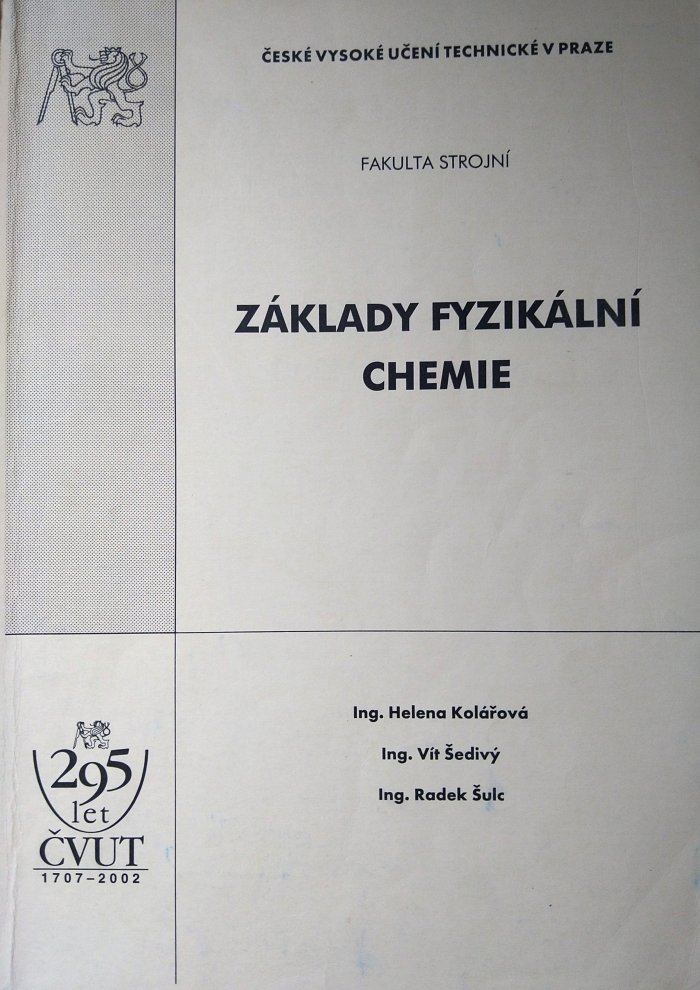 ČESKÉ VYSOKÉ UČENÍ TECHNICKÉ V PRAZE
FAKULTA STROJNÍ
ZÁKLADY FYZIKÁLNÍ
CHEMIE
Ing. Helena Kolářová
Ing. Vít Šedivý
Ing. Radek Šulc
295
let
ČVUT
1707–2002